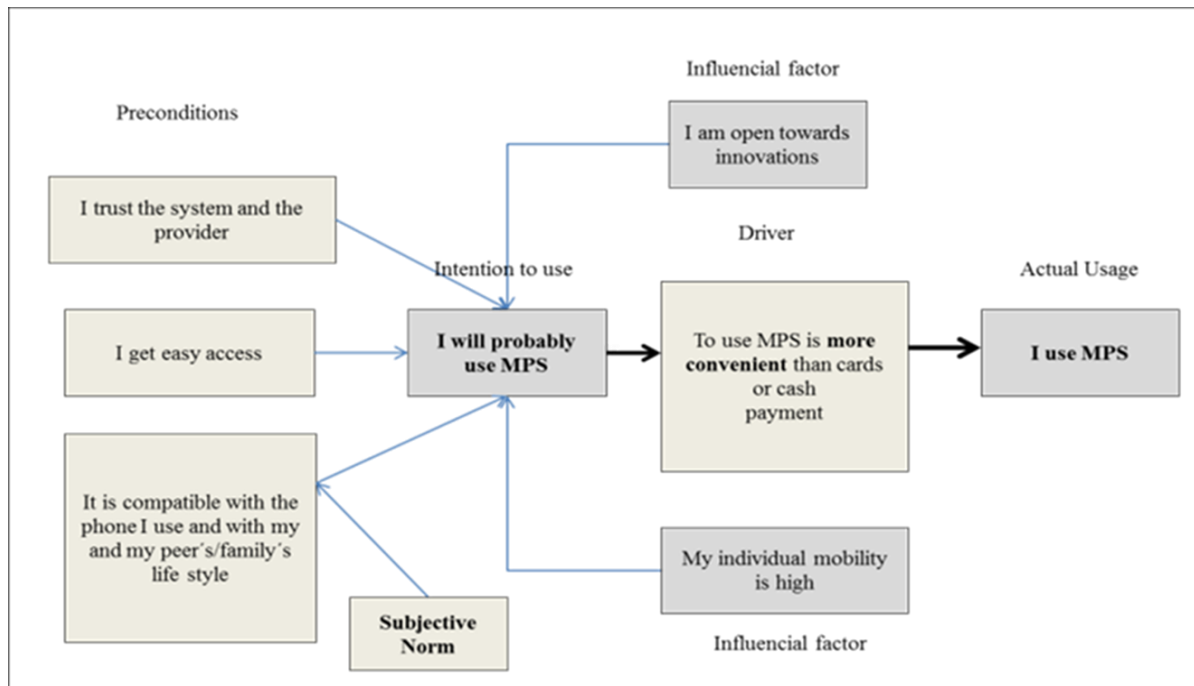 Influencial factor
Preconditions
I am open towards
innovations
I trust the system and the
provider
Driver
Intention to use
Actual Usage
I get easy access
I will probably
use MPS
To use MPS is more
convenient than cards
or cash
payment
I use MPS
It is compatible with the
phone I use and with my
and my peer´s/family´s
life style
My individual mobility
is high
Subjective
Norm
Influencial factor